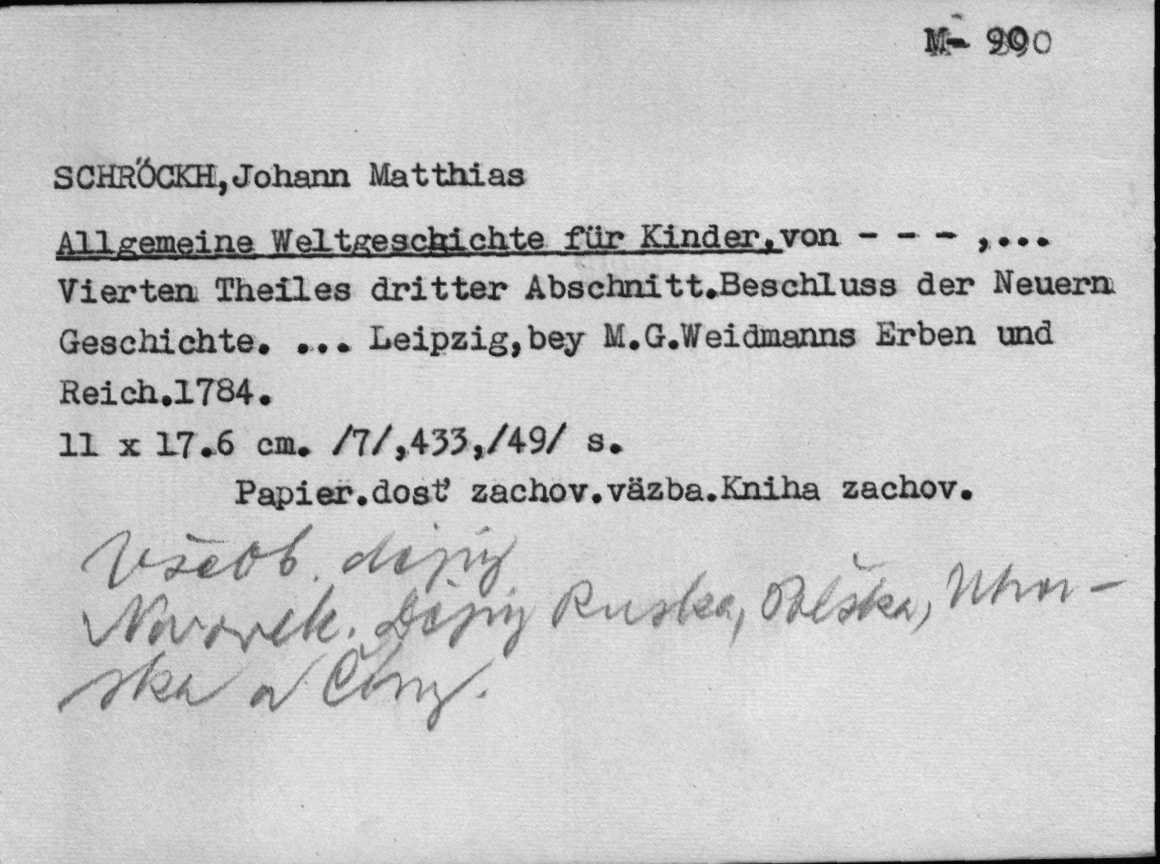 M- 990
SCHRÖCKH,Johann Matthias
Allgemeine Weltgeschichte für Kinder,von - - - ,...
Vierten Theiles dritter Abschnitt.Beschluss der Neuern
Geschichte. ... Leipzig,bey M.G.Weidmanns Erben und
Reich.1784.
11 x 17.6 cm. /7/,433,/49/ s.
Papier.dosť zachov.väzba.Kniha zachov.
Všeob. dejiny
Novovek. Dejiny Ruska, Polska, Uhor-
ska a Číny.